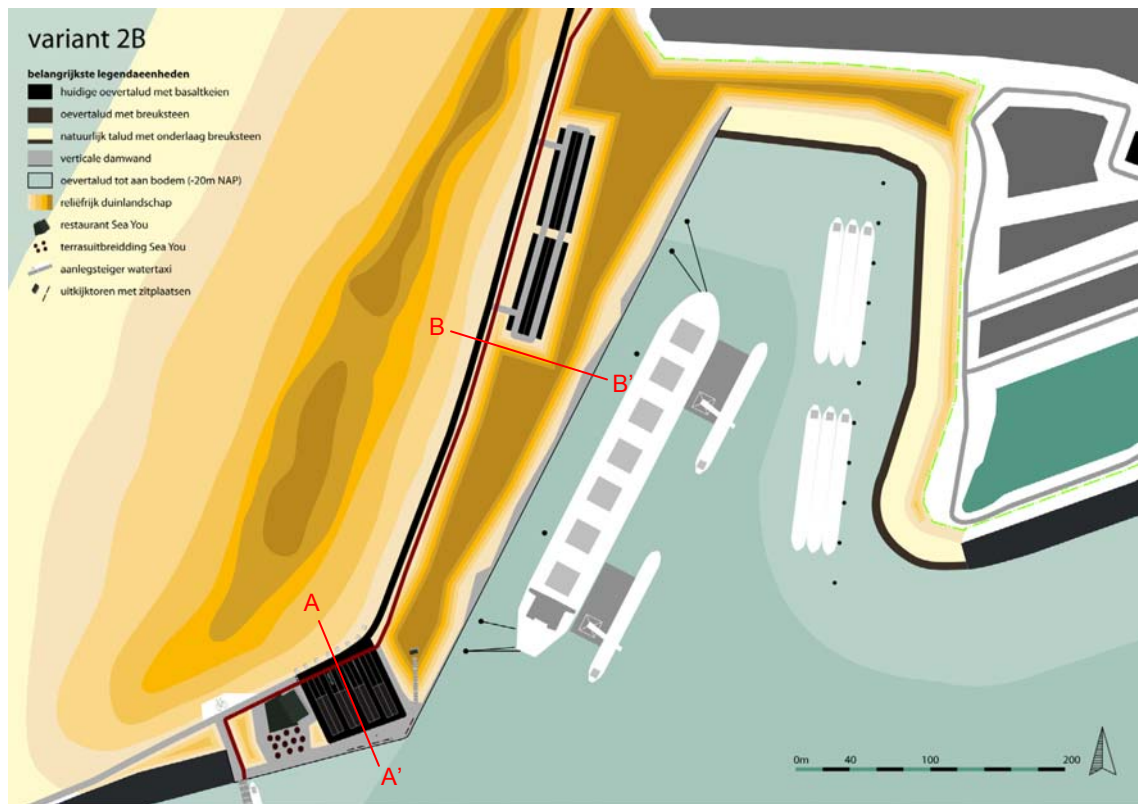 variant 2B
belangrijkste legendaeenheden
huidige oevertalud met basaltkeien
oevertalud met breuksteen
natuurlijk talud met onderlaag breuksteen
verticale damwand
oevertalud tot aan bodem (-20m NAP)
reliëfrijk duinlandschap
restaurant Sea You
terrasuitbreidding Sea You
aanlegsteiger watertaxi
uitkijktoren met zitplaatsen
B
B'
A
A'
0m 40 100 200